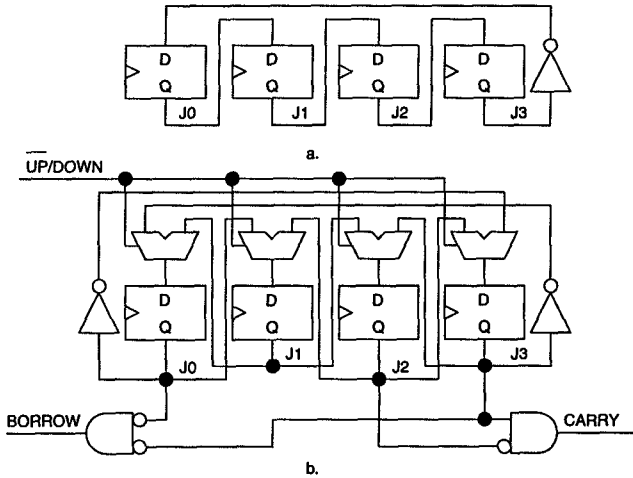 D D D D
Q Q Q Q
J0 J1 J2 J3
a.
UP/DOWN
D D D D
Q Q Q Q
J0 J1 J2 J3
BORROW CARRY
b.